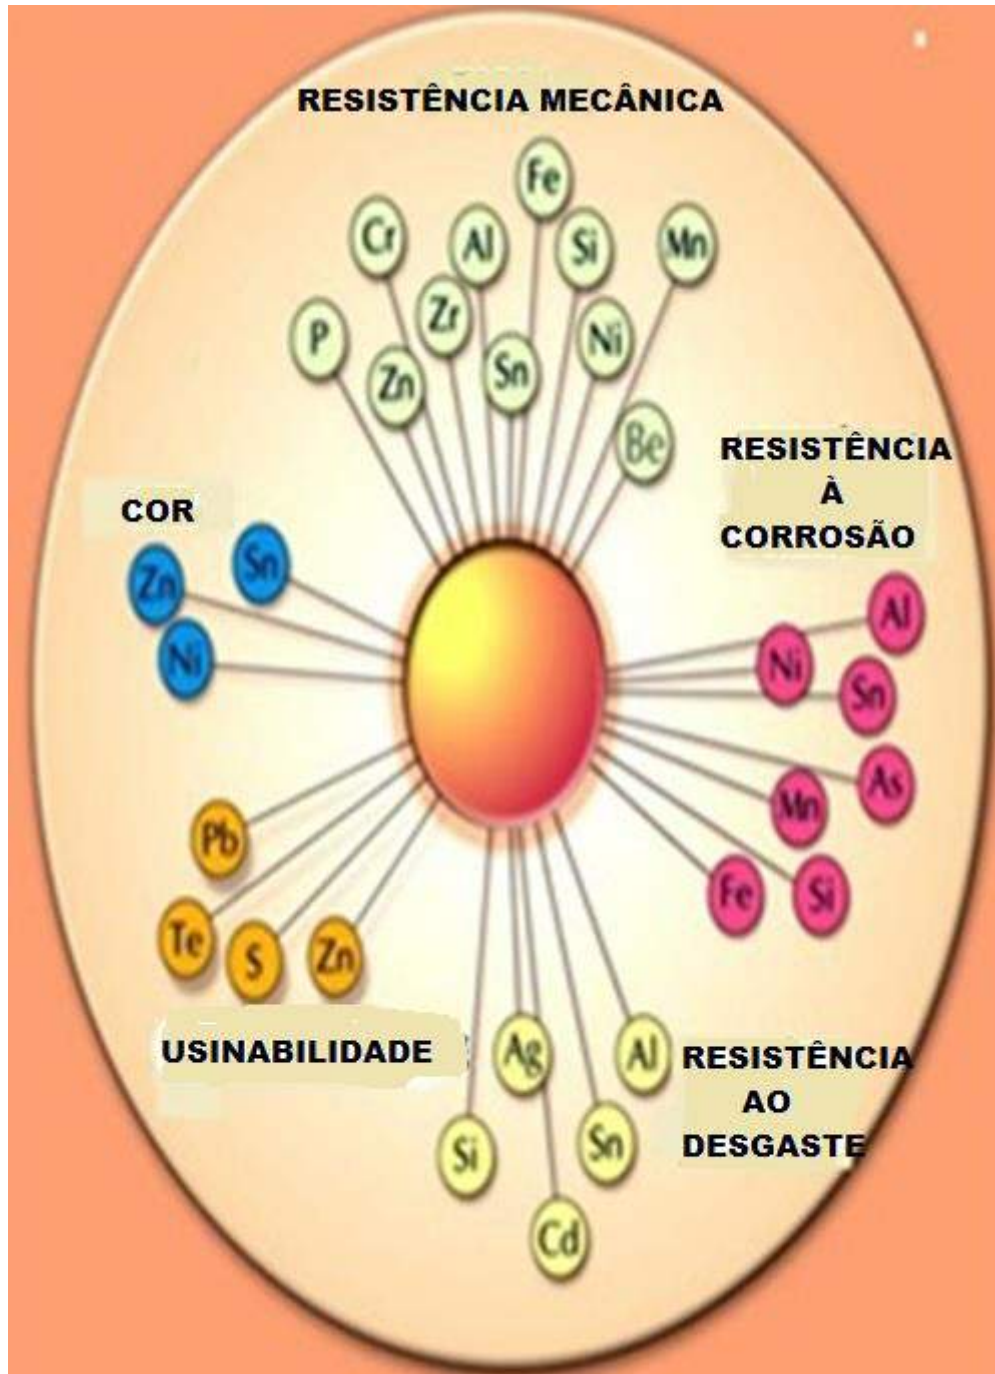 RESISTÊNCIA MECÂNICA
Fe
Cr
Al
Si
Mn
Zr
P
Ni
Zn
Sn
Be
RESISTÊNCIA
À
CORROSÃO
COR
Sn
Zn
Ni
Al
Ni
Sn
As
Mn
Fe
Si
Pb
Te
S
Zn
USINABILIDADE
Ag
Al
Si
Sn
Cd
RESISTÊNCIA
AO
DESGASTE